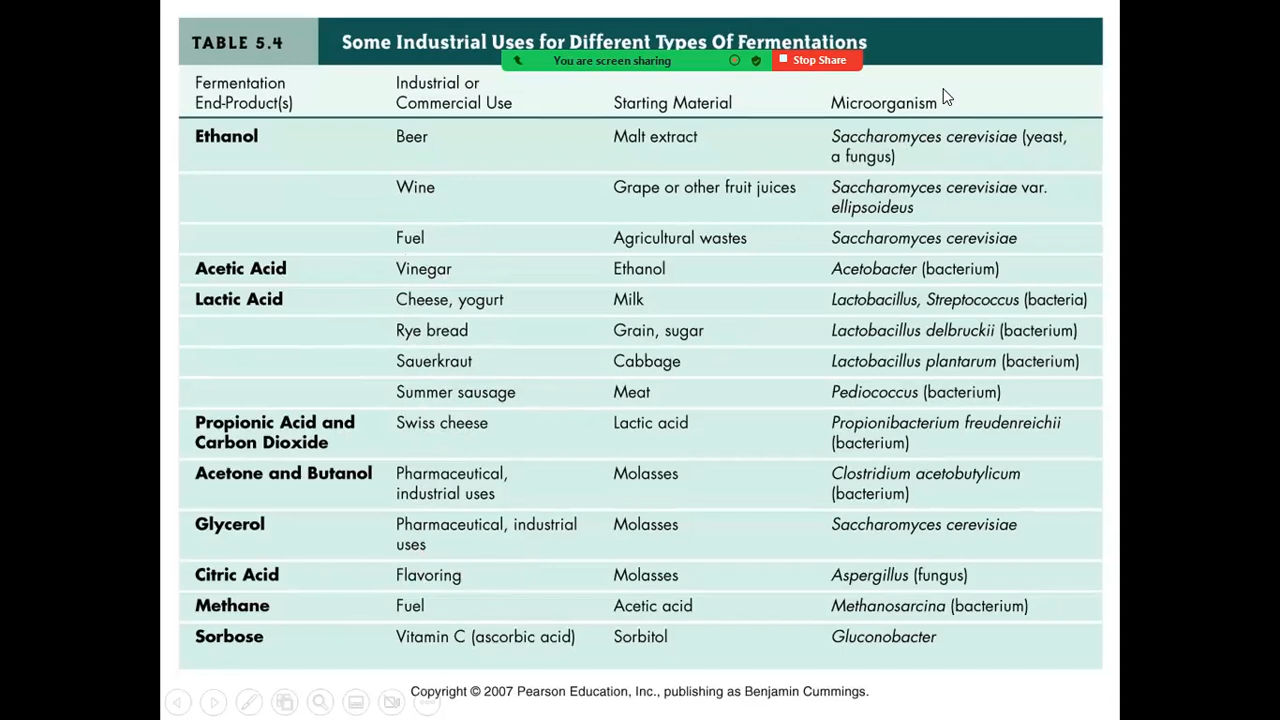 TABLE 5.4 Some Industrial Uses for Different Types Of Fermentations
You are screen sharing Stop Share
Fermentation Industrial or
End-Product(s) Commercial Use Starting Material Microorganism
Ethanol Beer Malt extract Saccharomyces cerevisiae (yeast,
a fungus)
Wine Grape or other fruit juices Saccharomyces cerevisiae var.
ellipsoideus
Fuel Agricultural wastes Saccharomyces cerevisiae
Acetic Acid Vinegar Ethanol Acetobacter (bacterium)
Lactic Acid Cheese, yogurt Milk Lactobacillus, Streptococcus (bacteria)
Rye bread Grain, sugar Lactobacillus delbruckii (bacterium)
Sauerkraut Cabbage Lactobacillus plantarum (bacterium)
Summer sausage Meat Pediococcus (bacterium)
Propionic Acid and Swiss cheese Lactic acid Propionibacterium freudenreichii
Carbon Dioxide (bacterium)
Acetone and Butanol Pharmaceutical, Molasses Clostridium acetobutylicum
industrial uses (bacterium)
Glycerol Pharmaceutical, industrial Molasses Saccharomyces cerevisiae
uses
Citric Acid Flavoring Molasses Aspergillus (fungus)
Methane Fuel Acetic acid Methanosarcina (bacterium)
Sorbose Vitamin C (ascorbic acid) Sorbitol Gluconobacter
Copyright © 2007 Pearson Education, Inc., publishing as Benjamin Cummings.